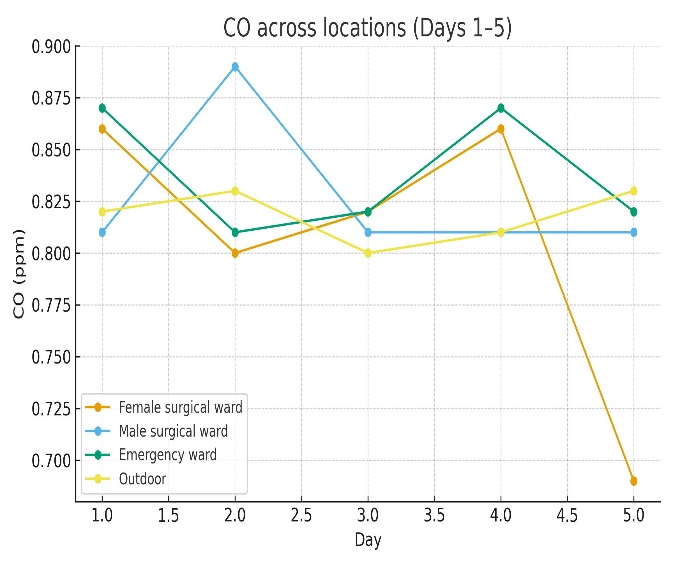 CO across locations (Days 1–5)
CO (ppm)
0.900
0.875
0.850
0.825
0.800
0.775
0.750
0.725
0.700
Female surgical ward
Male surgical ward
Emergency ward
Outdoor
1.0 1.5 2.0 2.5 3.0 3.5 4.0 4.5 5.0
Day